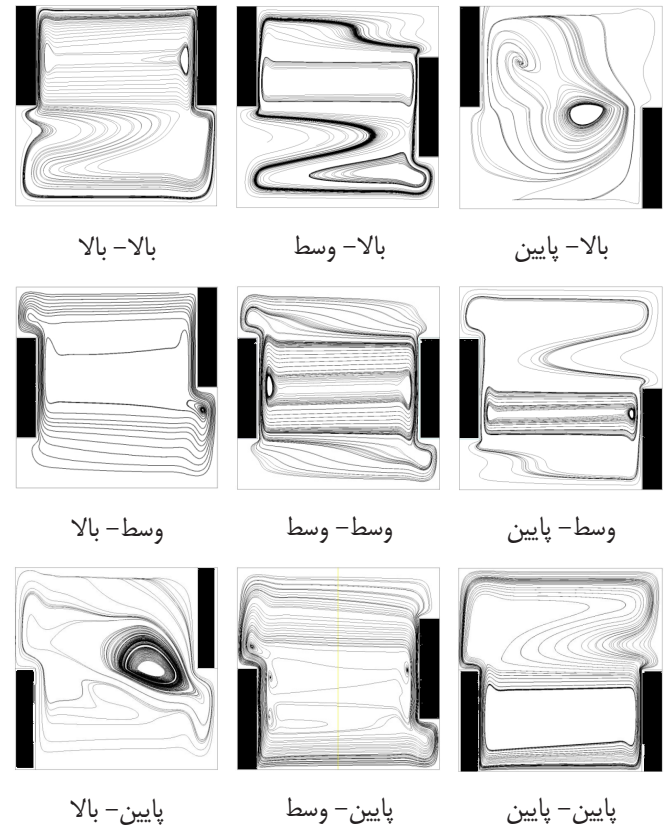 بالا– بالا
بالا– وسط
بالا– پایین
وسط– بالا
وسط– وسط
وسط– پایین
پایین– بالا
پایین– وسط
پایین– پایین